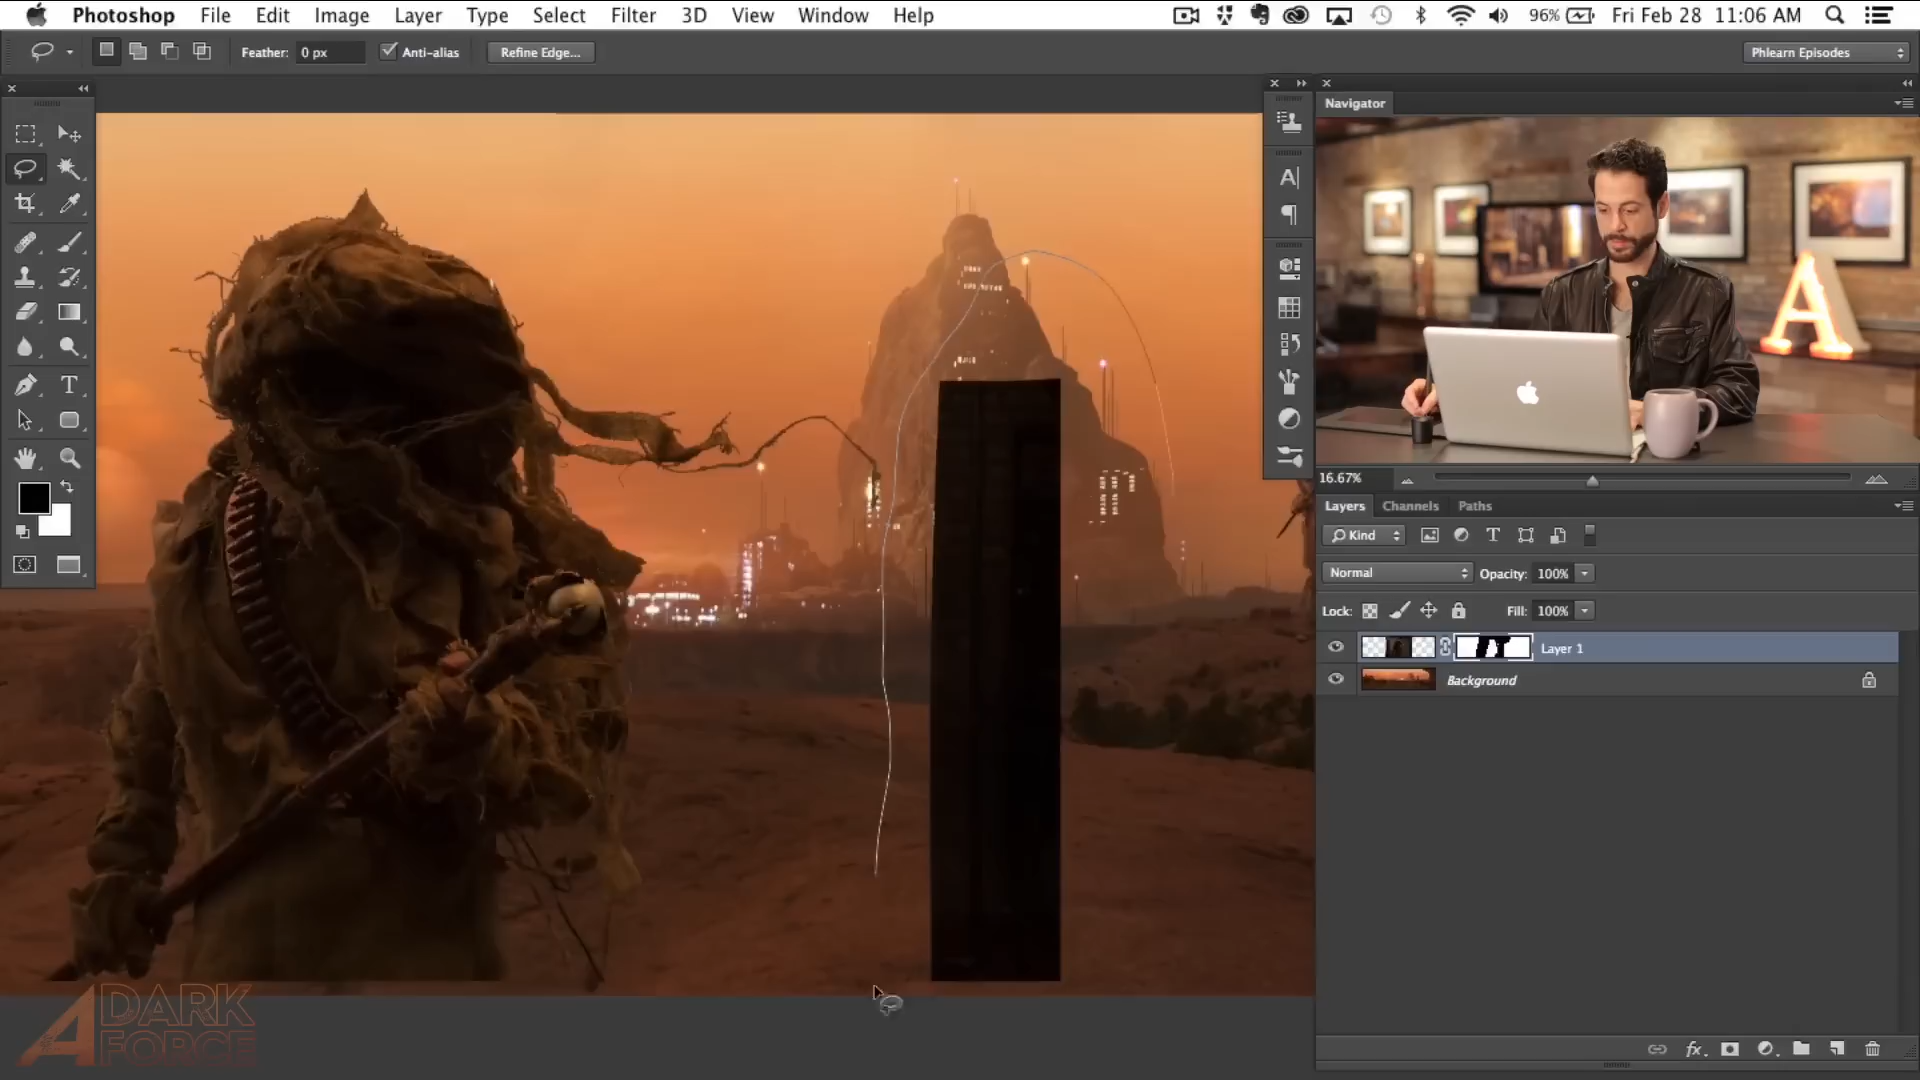 Photoshop File Edit Image Layer Type Select Filter 3D View Window Help 96% Fri Feb 28 11:06 AM
Feather: 0 px Anti-alias Refine Edge... Phlearn Episodes
Navigator
A
T
16.67%
Layers Channels Paths
Kind T
Normal Opacity: 100%
Lock: Fill: 100%
Layer 1
Background
fx
A DARK
FORCE